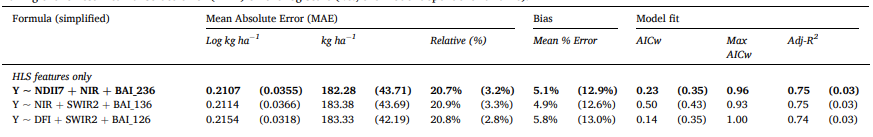 Formula (simplified) Mean Absolute Error (MAE) Bias Model fit
Log kg ha⁻¹ kg ha⁻¹ Relative (%) Mean % Error AICw Max AICw Adj-R²
HLS features only
Y ~ NDII7 + NIR + BAI_236 0.2107 (0.0355) 182.28 (43.71) 20.7% (3.2%) 5.1% (12.9%) 0.23 (0.35) 0.96 0.75 (0.03)
Y ~ NIR + SWIR2 + BAI_136 0.2114 (0.0366) 183.38 (43.69) 20.9% (3.3%) 4.9% (12.6%) 0.50 (0.43) 0.93 0.75 (0.03)
Y ~ DFI + SWIR2 + BAI_126 0.2154 (0.0318) 183.33 (42.19) 20.8% (2.8%) 5.8% (13.0%) 0.14 (0.35) 1.00 0.74 (0.03)